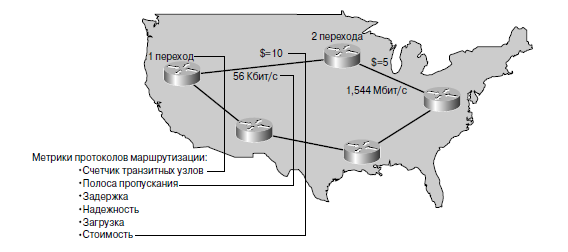 2 перехода
1 переход
$=10
$=5
56 Кбит/с
1,544 Мбит/с
Метрики протоколов маршрутизации:
•Счетчик транзитных узлов
•Полоса пропускания
•Задержка
•Надежность
•Загрузка
•Стоимость